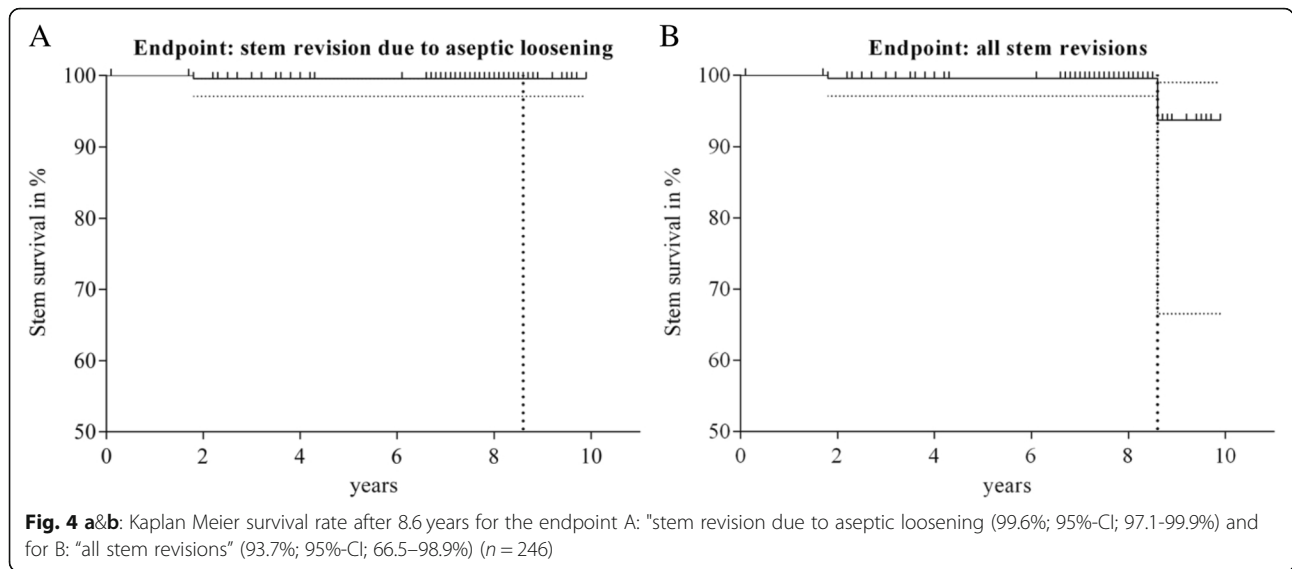 A
Endpoint: stem revision due to aseptic loosening
100
90
80
70
60
50
Stem survival in %
0 2 4 6 8 10
years
B
Endpoint: all stem revisions
100
90
80
70
60
50
Stem survival in %
0 2 4 6 8 10
years
Fig. 4 a&b: Kaplan Meier survival rate after 8.6 years for the endpoint A: "stem revision due to aseptic loosening (99.6%; 95%-CI; 97.1-99.9%) and
for B: “all stem revisions” (93.7%; 95%-CI; 66.5–98.9%) (n = 246)